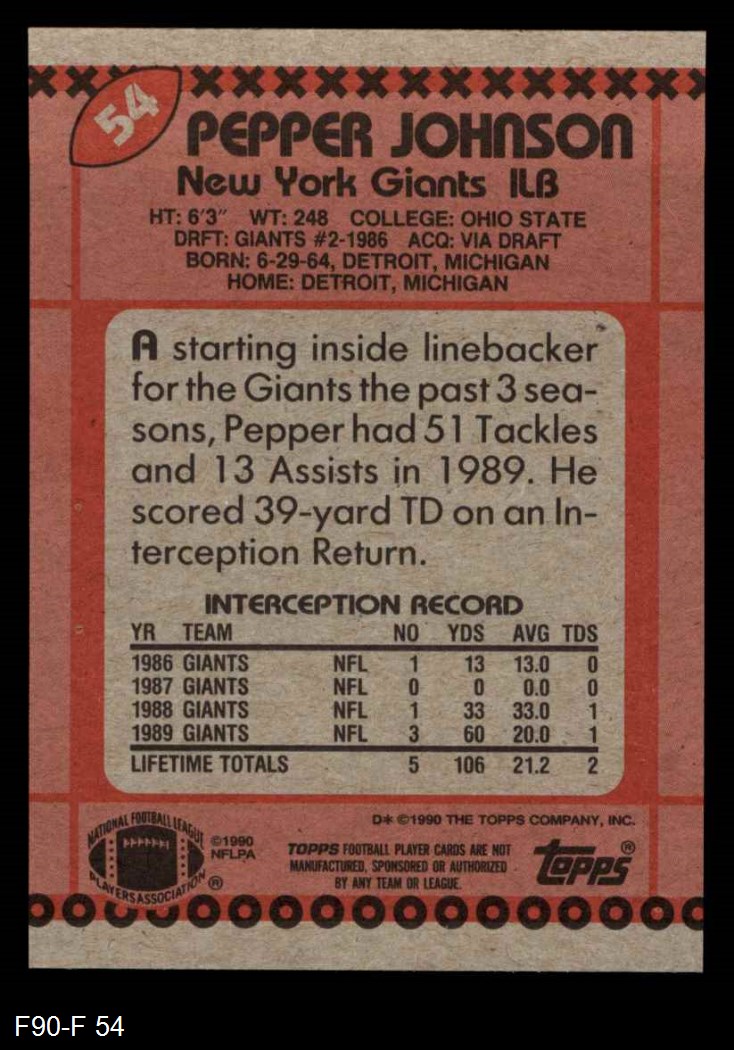 54
PEPPER JOHNSON
New York Giants ILB
HT: 6'3" WT: 248 COLLEGE: OHIO STATE
DRFT: GIANTS #2-1986 ACQ: VIA DRAFT
BORN: 6-29-64, DETROIT, MICHIGAN
HOME: DETROIT, MICHIGAN
A starting inside linebacker
for the Giants the past 3 sea-
sons, Pepper had 51 Tackles
and 13 Assists in 1989. He
scored 39-yard TD on an In-
terception Return.
INTERCEPTION RECORD
YR TEAM NO YDS AVG TDS
1986 GIANTS NFL 1 13 13.0 0
1987 GIANTS NFL 0 0 0.0 0
1988 GIANTS NFL 1 33 33.0 1
1989 GIANTS NFL 3 60 20.0 1
LIFETIME TOTALS 5 106 21.2 2
D* ©1990 THE TOPPS COMPANY, INC.
NATIONAL FOOTBALL LEAGUE
PLAYERS ASSOCIATION ®
©1990
NFLPA
TOPPS FOOTBALL PLAYER CARDS ARE NOT
MANUFACTURED, SPONSORED OR AUTHORIZED
BY ANY TEAM OR LEAGUE.
topps ®
F90-F 54